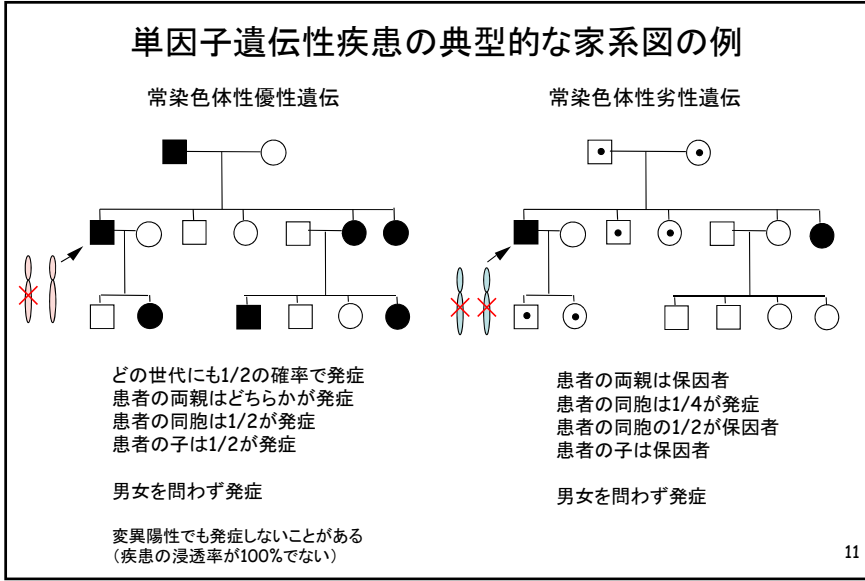 単因子遺伝性疾患の典型的な家系図の例
常染色体性優性遺伝
どの世代にも1/2の確率で発症
患者の両親はどちらかが発症
患者の同胞は1/2が発症
患者の子は1/2が発症
男女を問わず発症
変異陽性でも発症しないことがある
（疾患の浸透率が100%でない）
常染色体性劣性遺伝
患者の両親は保因者
患者の同胞は1/4が発症
患者の同胞の1/2が保因者
患者の子は保因者
男女を問わず発症
11